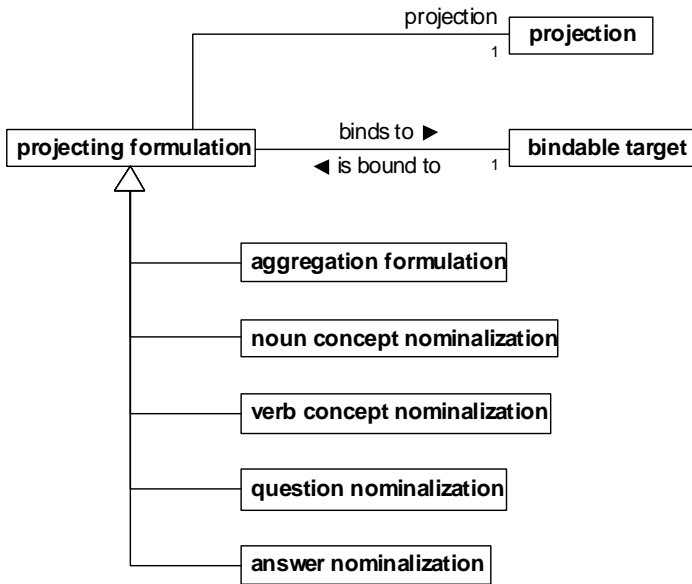 projection
projection
1
binds to ►
projecting formulation
bindable target
◄ is bound to
1
aggregation formulation
noun concept nominalization
verb concept nominalization
question nominalization
answer nominalization